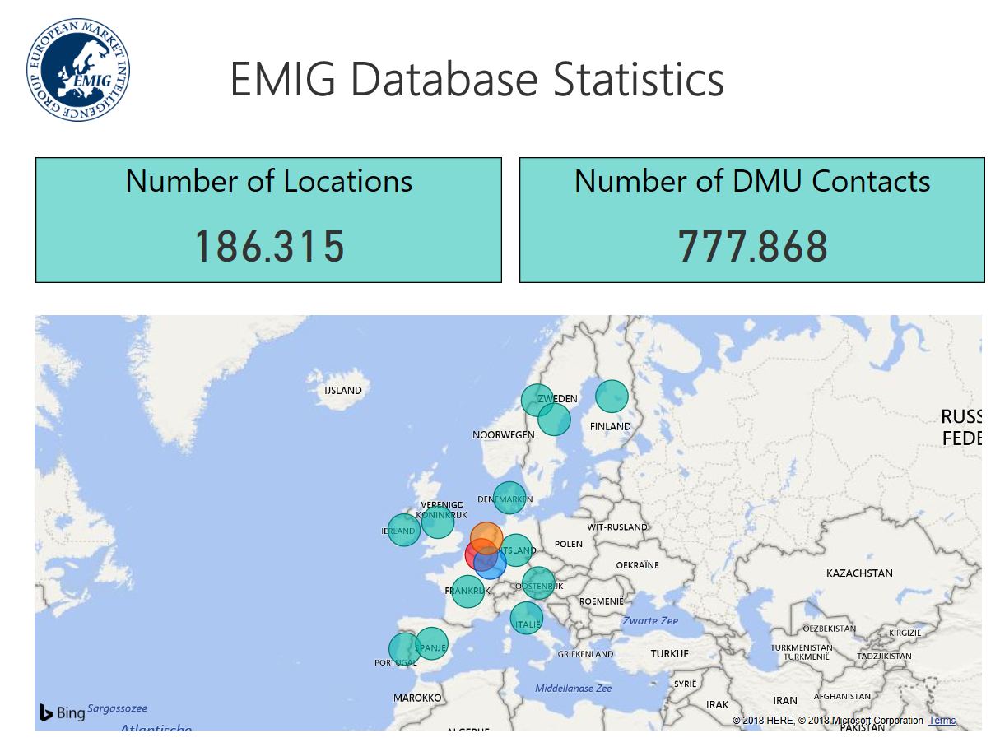 EUROPEAN MARKET INTELLIGENCE GROUP
EMIG
EMIG Database Statistics
Number of Locations
186.315
Number of DMU Contacts
777.868
IJSLAND
ZWEDEN
RUSS
FEDE
FINLAND
NOORWEGEN
DENEMARKEN
VERENIGD
KONINKRIJK
IERLAND
WIT-RUSLAND
POLEN
ITSLAND
OEKRAÏNE
KAZACHSTAN
OOSTENRIJK
FRANKRIJK
ROEMENIË
Zwarte Zee
ITALIË
OEZBEKISTAN
KIRGIZIË
SPANJE
TURKMENISTAN
TURKMENIË
GRIEKENLAND
TURKIJE
TADZJIKISTAN
PORTUGAL
SYRIË
Middellandse Zee
MAROKKO
AFGHANISTAN
IRAN
IRAK
Bing
Sargassozee
© 2018 HERE, © 2018 Microsoft Corporation Terms
PAKISTAN
Atlantische
ALGERIJE